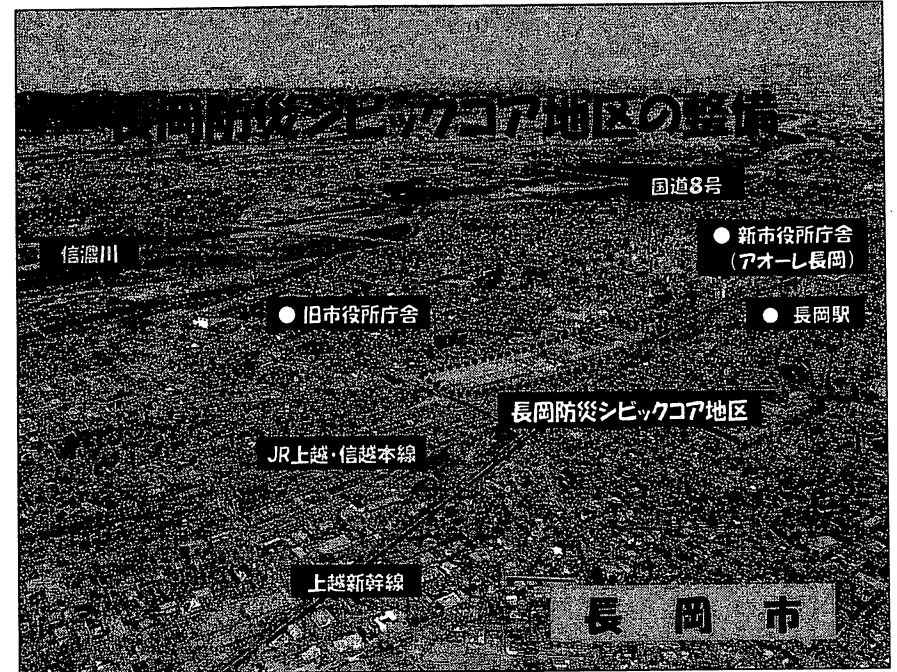 長岡防災シビックコア地区の整備
国道8号
新市役所庁舎
(アオーレ長岡)
信濃川
旧市役所庁舎
長岡駅
長岡防災シビックコア地区
JR上越・信越本線
上越新幹線
長岡市